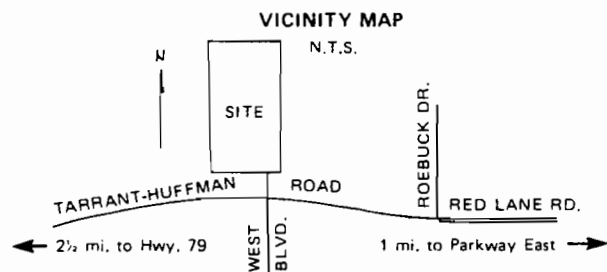 VICINITY MAP
N.T.S.
N
SITE
ROEBUCK DR.
TARRANT-HUFFMAN ROAD
RED LANE RD.
2½ mi. to Hwy. 79
WEST BLVD.
1 mi. to Parkway East